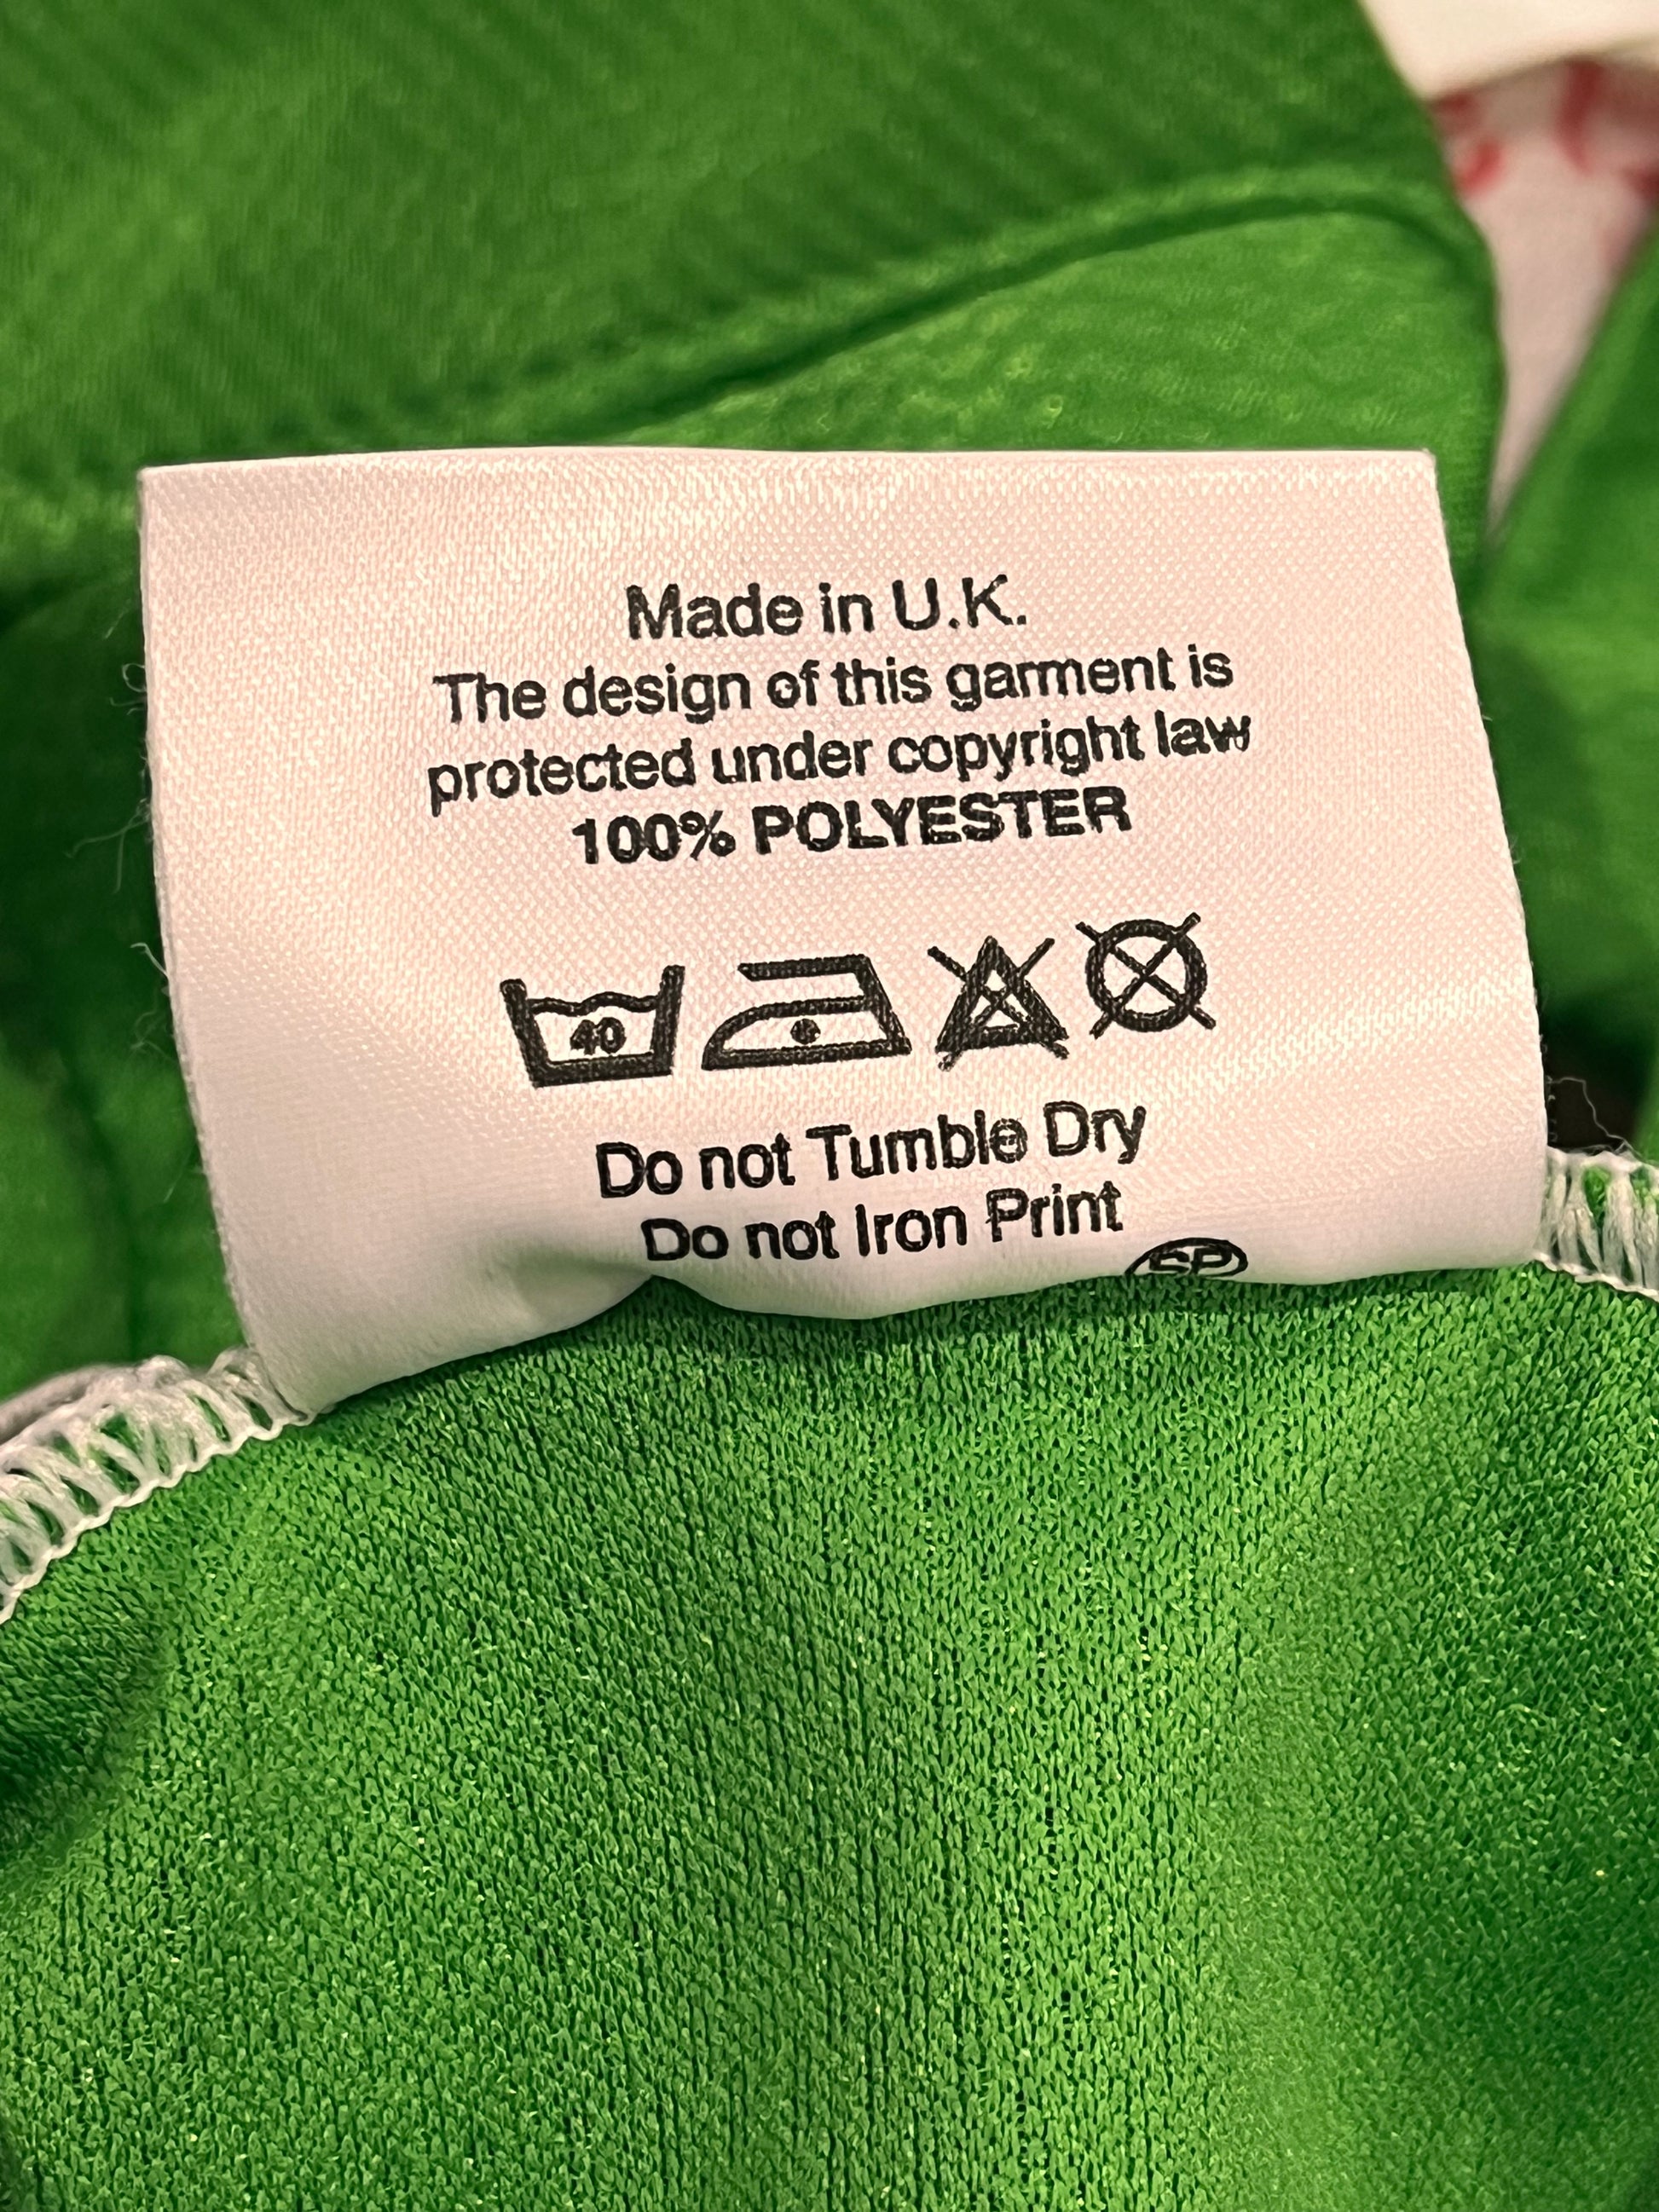 Made in U.K.
The design of this garment is
protected under copyright law
100% POLYESTER
40
Do not Tumble Dry
Do not Iron Print
SP